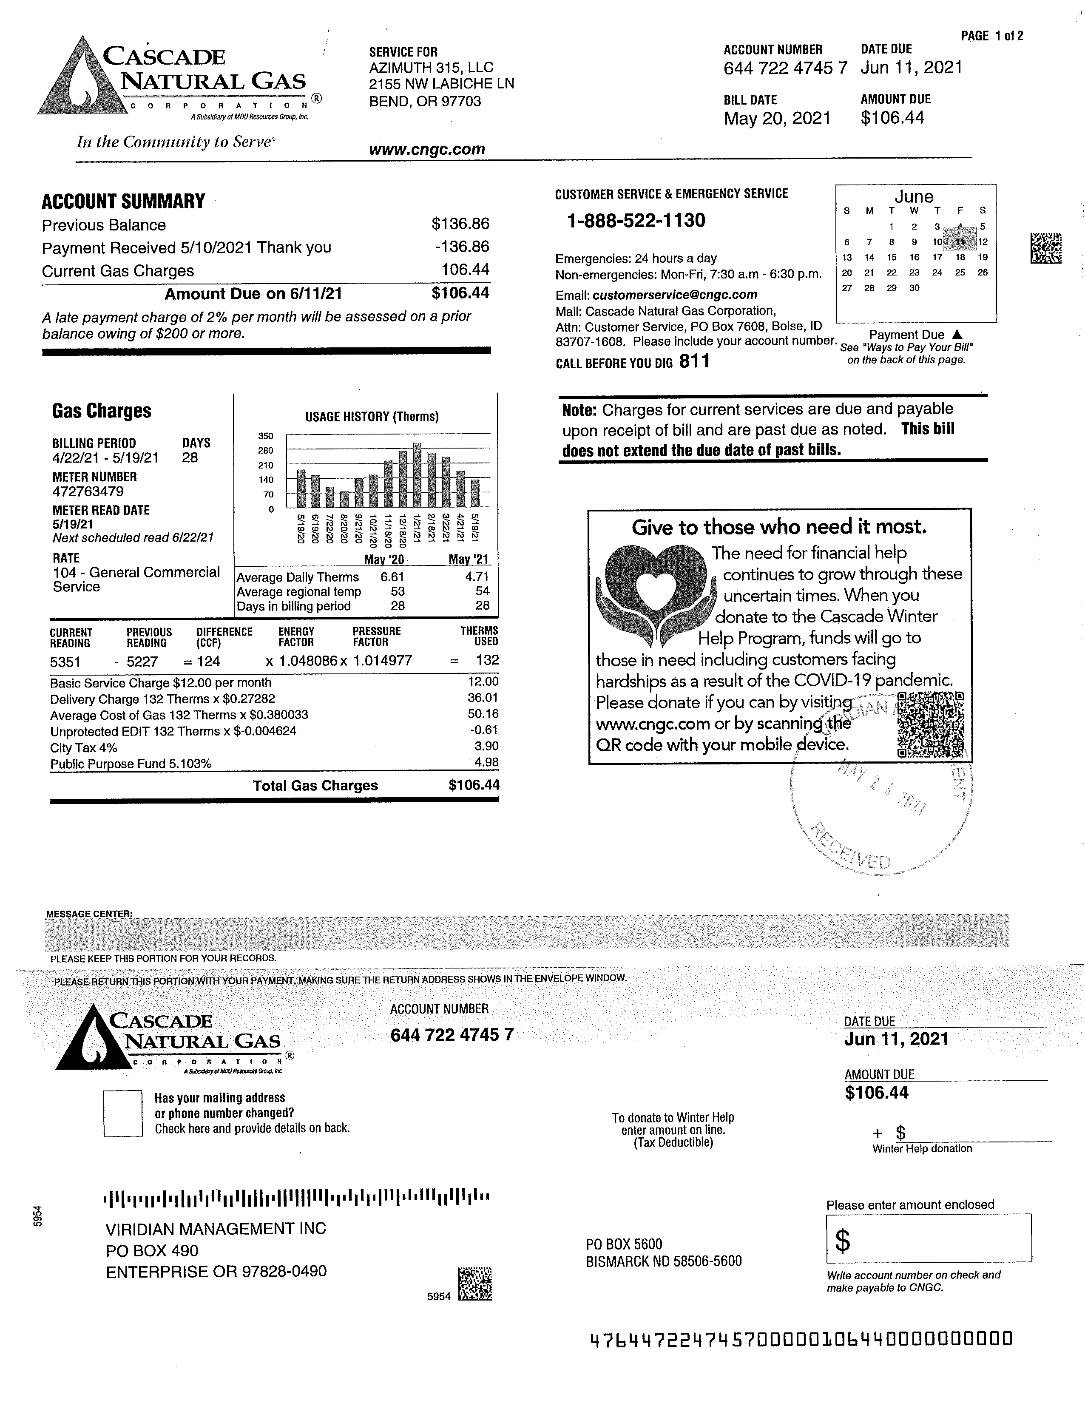 PAGE 1 of 2
CASCADE
NATURAL GAS
CORPORATION®
A Subsidiary of MDU Resources Group, Inc.
In the Community to Serve®
SERVICE FOR
AZIMUTH 315, LLC
2155 NW LABICHE LN
BEND, OR 97703
www.cngc.com
ACCOUNT NUMBER DATE DUE
644 722 4745 7 Jun 11, 2021
BILL DATE AMOUNT DUE
May 20, 2021 $106.44
ACCOUNT SUMMARY
Previous Balance $136.86
Payment Received 5/10/2021 Thank you -136.86
Current Gas Charges 106.44
Amount Due on 6/11/21 $106.44
A late payment charge of 2% per month will be assessed on a prior
balance owing of $200 or more.
CUSTOMER SERVICE & EMERGENCY SERVICE
1-888-522-1130
Emergencies: 24 hours a day
Non-emergencies: Mon-Fri, 7:30 a.m - 6:30 p.m.
Email: customerservice@cngc.com
Mail: Cascade Natural Gas Corporation,
Attn: Customer Service, PO Box 7608, Boise, ID
83707-1608. Please include your account number.
CALL BEFORE YOU DIG 811
June
S M T W T F S
1 2 3 4 5
6 7 8 9 10 11 12
13 14 15 16 17 18 19
20 21 22 23 24 25 26
27 28 29 30
Payment Due ▲
See "Ways to Pay Your Bill"
on the back of this page.
Gas Charges
BILLING PERIOD DAYS
4/22/21 - 5/19/21 28
METER NUMBER
472763479
METER READ DATE
5/19/21
Next scheduled read 6/22/21
RATE
104 - General Commercial
Service
USAGE HISTORY (Therms)
350
280
210
140
70
0
5/19/20 6/19/20 7/22/20 8/20/20 9/21/20 10/21/20 11/18/20 12/18/20 1/21/21 2/18/21 3/22/21 4/21/21 5/19/21
May '20 May '21
Average Daily Therms 6.61 4.71
Average regional temp 53 54
Days in billing period 28 28
CURRENT PREVIOUS DIFFERENCE ENERGY PRESSURE THERMS
READING READING (CCF) FACTOR FACTOR USED
5351 - 5227 = 124 x 1.048086 x 1.014977 = 132
Basic Service Charge $12.00 per month 12.00
Delivery Charge 132 Therms x $0.27282 36.01
Average Cost of Gas 132 Therms x $0.380033 50.16
Unprotected EDIT 132 Therms x $-0.004624 -0.61
City Tax 4% 3.90
Public Purpose Fund 5.103% 4.98
Total Gas Charges $106.44
Note: Charges for current services are due and payable
upon receipt of bill and are past due as noted. This bill
does not extend the due date of past bills.
Give to those who need it most.
The need for financial help
continues to grow through these
uncertain times. When you
donate to the Cascade Winter
Help Program, funds will go to
those in need including customers facing
hardships as a result of the COVID-19 pandemic.
Please donate if you can by visiting
www.cngc.com or by scanning the
QR code with your mobile device.
MAY 2 2021
RECEIVED
MESSAGE CENTER:
PLEASE KEEP THIS PORTION FOR YOUR RECORDS.
PLEASE RETURN THIS PORTION WITH YOUR PAYMENT, MAKING SURE THE RETURN ADDRESS SHOWS IN THE ENVELOPE WINDOW.
CASCADE
NATURAL GAS
CORPORATION®
A Subsidiary of MDU Resources Group, Inc.
ACCOUNT NUMBER
644 722 4745 7
DATE DUE
Jun 11, 2021
AMOUNT DUE
$106.44
Has your mailing address
or phone number changed?
Check here and provide details on back.
To donate to Winter Help
enter amount on line.
(Tax Deductible)
+ $
Winter Help donation
5954
VIRIDIAN MANAGEMENT INC
PO BOX 490
ENTERPRISE OR 97828-0490
5954
PO BOX 5600
BISMARCK ND 58506-5600
Please enter amount enclosed
$
Write account number on check and
make payable to CNGC.
47644722474570000010644000000000​0